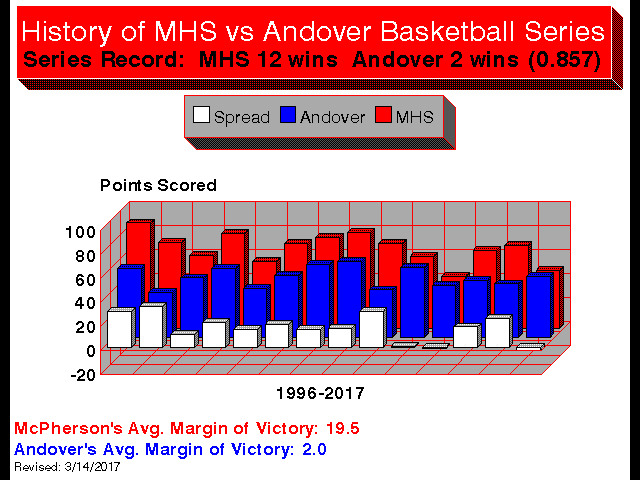 History of MHS vs Andover Basketball Series
Series Record: MHS 12 wins Andover 2 wins (0.857)
Spread Andover MHS
Points Scored
100
80
60
40
20
0
-20
1996-2017
McPherson's Avg. Margin of Victory: 19.5
Andover's Avg. Margin of Victory: 2.0
Revised: 3/14/2017